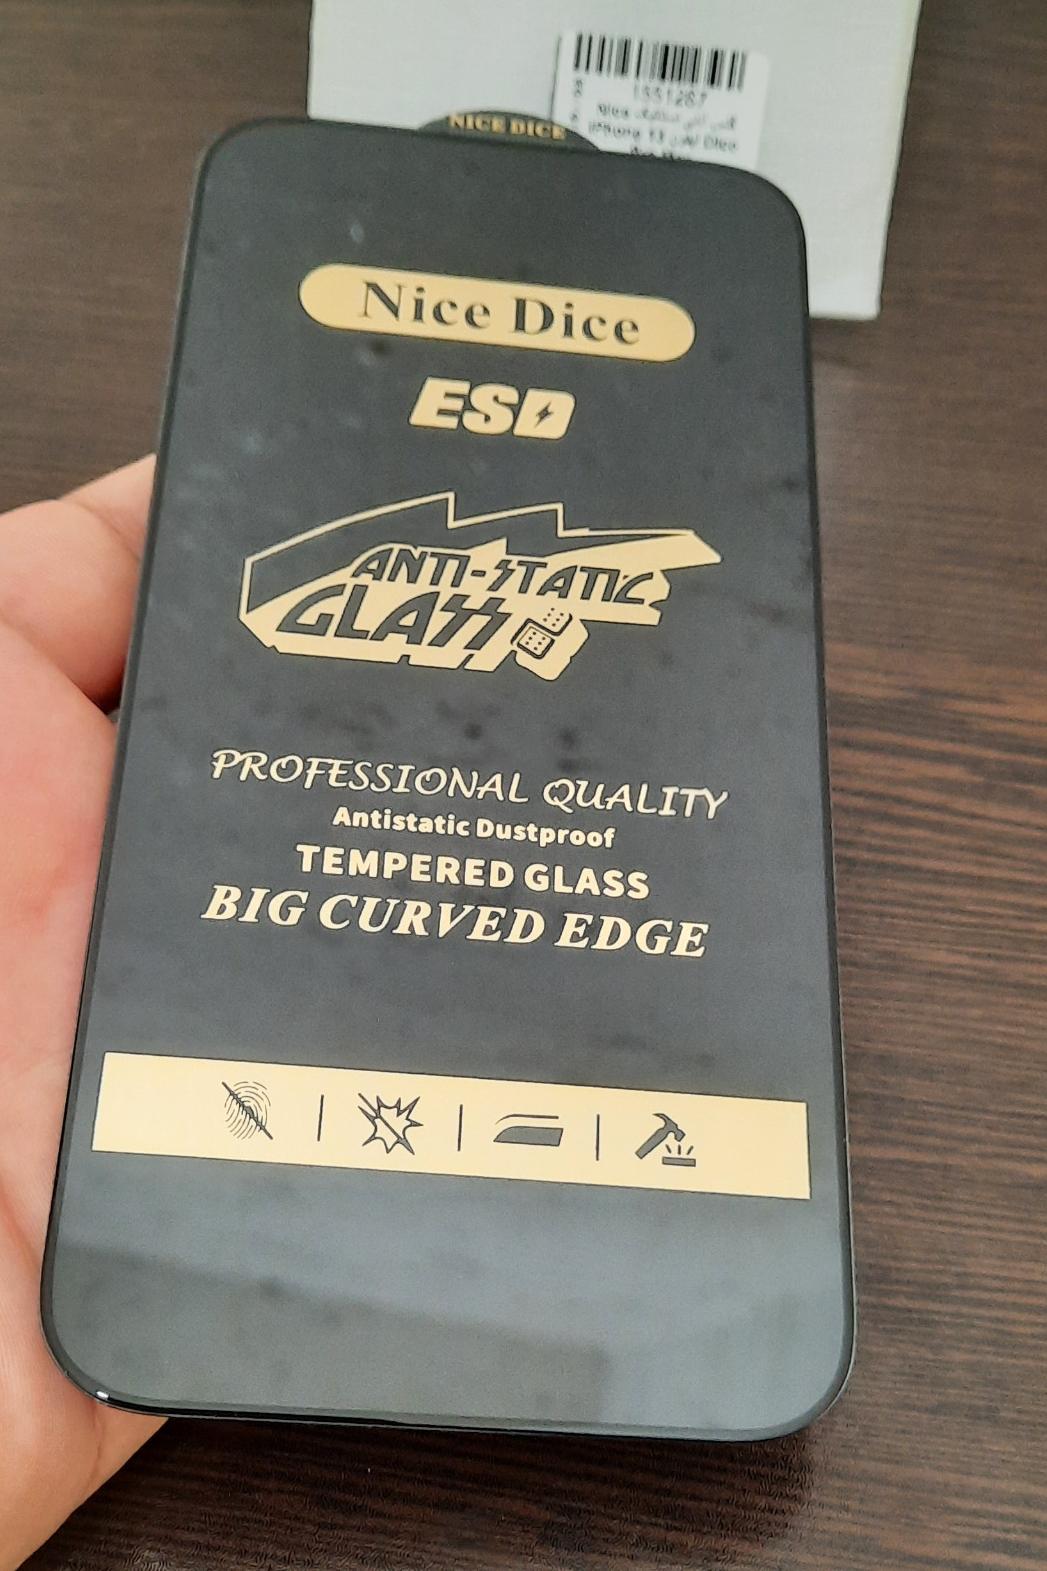 1551287
iPhone 13
NICE DICE
Nice Dice
ESD
ANTI-STATIC
GLASS
PROFESSIONAL QUALITY
Antistatic Dustproof
TEMPERED GLASS
BIG CURVED EDGE